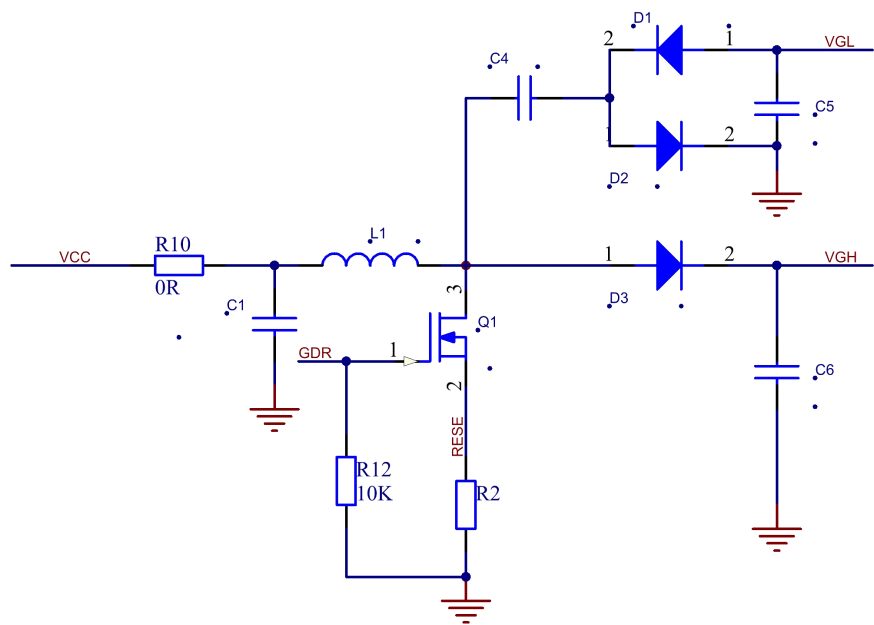 D1
2
1
VGL
C4
C5
1
2
D2
R10
VCC
0R
L1
1
2
VGH
D3
C1
3
Q1
GDR
1
2
C6
RESE
R12
10K
R2